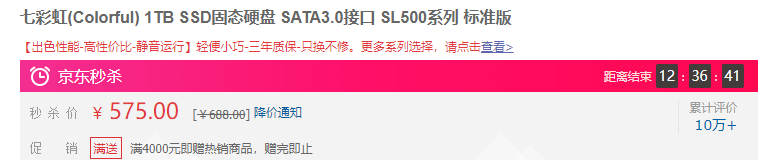 七彩虹(Colorful) 1TB SSD固态硬盘 SATA3.0接口 SL500系列 标准版
【出色性能-高性价比-静音运行】轻便小巧-三年质保-只换不修。更多系列选择，请点击查看>
京东秒杀 距离结束 12 : 36 : 41
秒杀价 ￥575.00 [￥688.00] 降价通知 累计评价
10万+
促销 满送 满4000元即赠热销商品，赠完即止